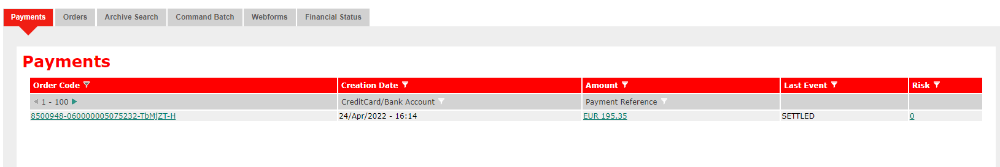 Payments Orders Archive Search Command Batch Webforms Financial Status
Payments
Order Code Creation Date Amount Last Event Risk
1 - 100 CreditCard/Bank Account Payment Reference
8500948-060000005075232-TbMjZT-H 24/Apr/2022 - 16:14 EUR 195.35 SETTLED 0